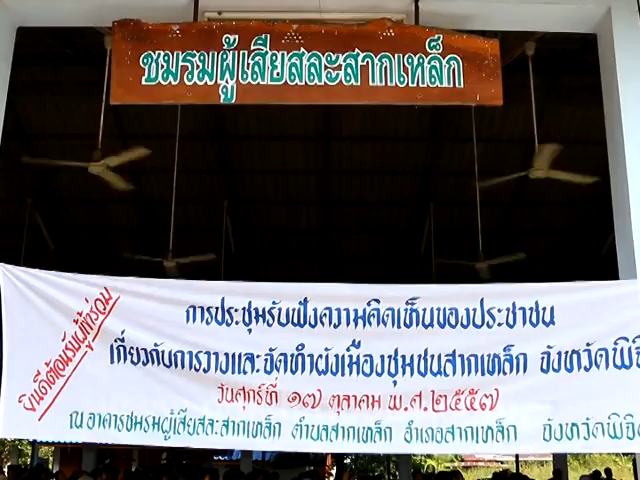 ชมรมผู้เสียสละสากเหล็ก
ยินดีต้อนรับผู้เข้าร่วม
การประชุมรับฟังความคิดเห็นของประชาชน
เกี่ยวกับการวางและจัดทำผังเมืองชุมชนสากเหล็ก จังหวัดพิจิ
วันศุกร์ที่ ๑๗ ตุลาคม พ.ศ.๒๕๕๗
ณ อาคารชมรมผู้เสียสละสากเหล็ก ตำบลสากเหล็ก อำเภอสากเหล็ก จังหวัดพิจิ